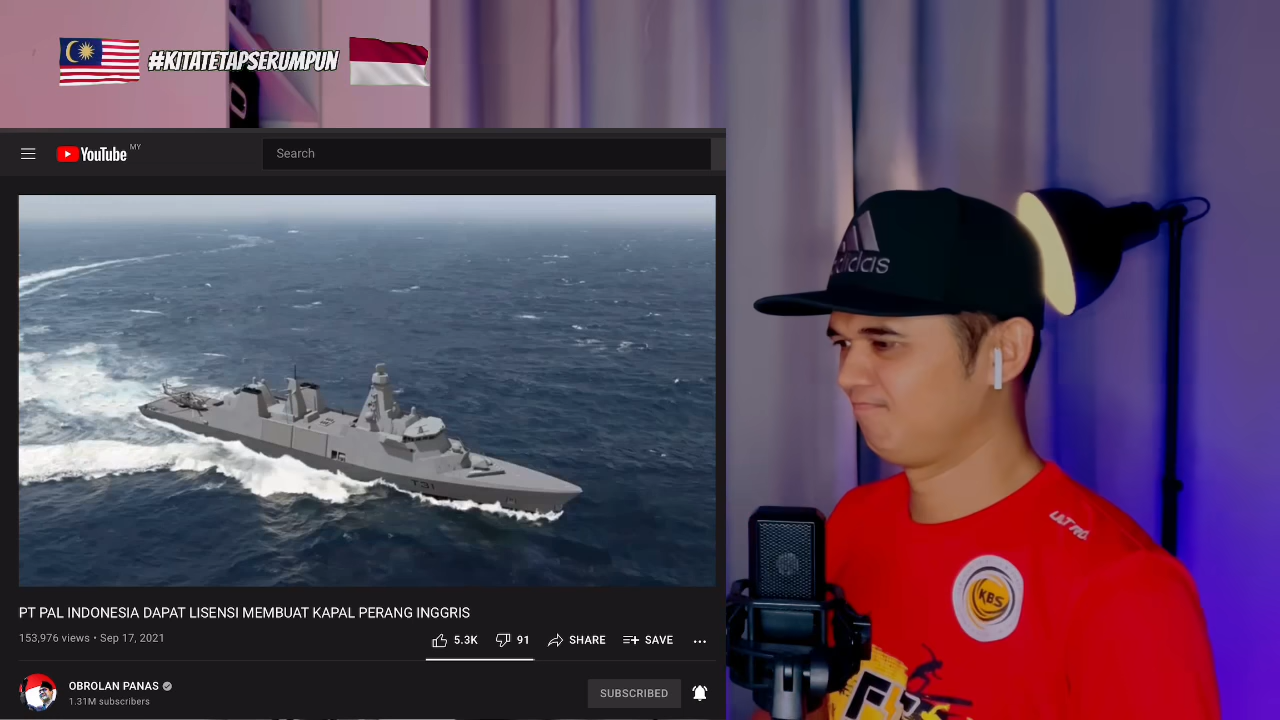 #KITATETAPSERUMPUN
YouTube MY
Search
T31
PT PAL INDONESIA DAPAT LISENSI MEMBUAT KAPAL PERANG INGGRIS
153,976 views • Sep 17, 2021
5.3K
91
SHARE
SAVE
OBROLAN PANAS
1.31M subscribers
SUBSCRIBED
adidas
KBS